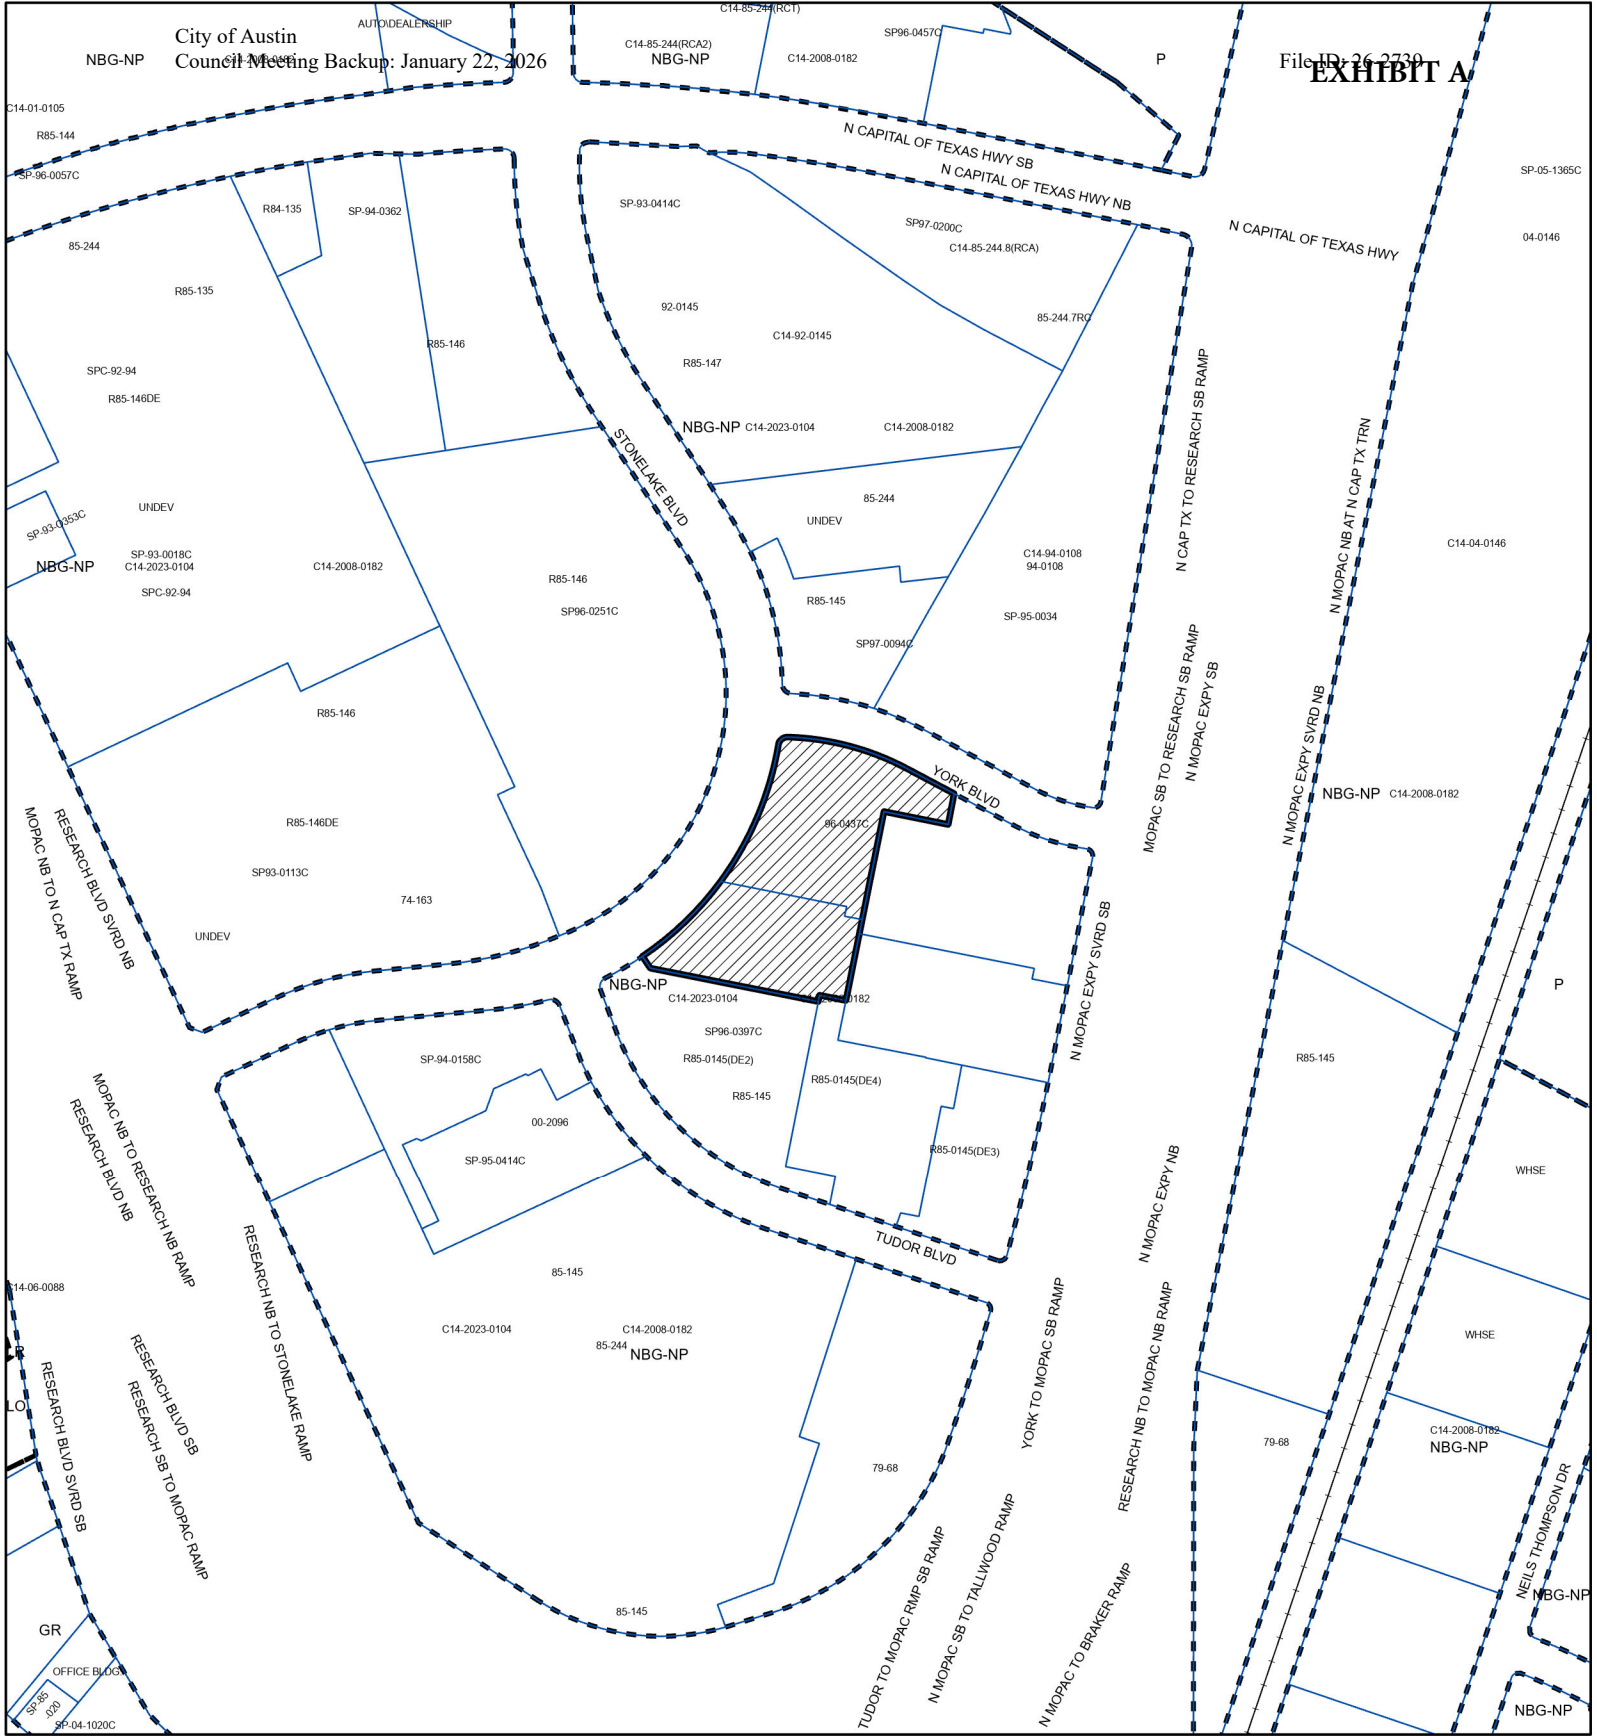 City of Austin
Council Meeting Backup: January 22, 2026
File ID: 26-2739
EXHIBIT A
AUTO\DEALERSHIP
C14-85-244(RCT)
C14-85-244(RCA2)
SP96-0457C
NBG-NP
C14-2008-0182
NBG-NP
C14-2008-0182
P
C14-01-0105
R85-144
SP-96-0057C
N CAPITAL OF TEXAS HWY SB
N CAPITAL OF TEXAS HWY NB
N CAPITAL OF TEXAS HWY
SP-05-1365C
04-0146
85-244
R84-135
SP-94-0362
SP-93-0414C
SP97-0200C
C14-85-244.8(RCA)
R85-135
92-0145
85-244.7RC
C14-92-0145
R85-146
R85-147
SPC-92-94
R85-146DE
NBG-NP
C14-2023-0104
C14-2008-0182
STONELAKE BLVD
N CAP TX TO RESEARCH SB RAMP
N MOPAC NB AT N CAP TX TRN
85-244
UNDEV
UNDEV
SP-93-0353C
SP-93-0018C
NBG-NP
C14-2023-0104
C14-2008-0182
SPC-92-94
R85-146
SP96-0251C
C14-94-0108
94-0108
C14-04-0146
R85-145
SP-95-0034
SP97-0094C
MOPAC SB TO RESEARCH SB RAMP
N MOPAC EXPY SB
N MOPAC EXPY SVRD NB
R85-146
YORK BLVD
NBG-NP
C14-2008-0182
96-0437C
R85-146DE
RESEARCH BLVD SVRD NB
MOPAC NB TO N CAP TX RAMP
SP93-0113C
74-163
UNDEV
N MOPAC EXPY SVRD SB
NBG-NP
C14-2023-0104
0182
P
SP96-0397C
R85-0145(DE2)
SP-94-0158C
R85-0145(DE4)
R85-145
R85-145
MOPAC NB TO RESEARCH NB RAMP
RESEARCH BLVD NB
00-2096
SP-95-0414C
R85-0145(DE3)
WHSE
N MOPAC EXPY NB
TUDOR BLVD
RESEARCH NB TO STONELAKE RAMP
C14-06-0088
85-145
C14-2023-0104
C14-2008-0182
85-244
NBG-NP
WHSE
YORK TO MOPAC SB RAMP
RESEARCH NB TO MOPAC NB RAMP
LO
RESEARCH BLVD SVRD SB
RESEARCH BLVD SB
RESEARCH SB TO MOPAC RAMP
79-68
79-68
C14-2008-0182
NBG-NP
NEILS THOMPSON DR
NBG-NP
TUDOR TO MOPAC RMP SB RAMP
N MOPAC SB TO TALLWOOD RAMP
N MOPAC TO BRAKER RAMP
85-145
GR
OFFICE BLDG.
SP-85
-020
SP-04-1020C
NBG-NP